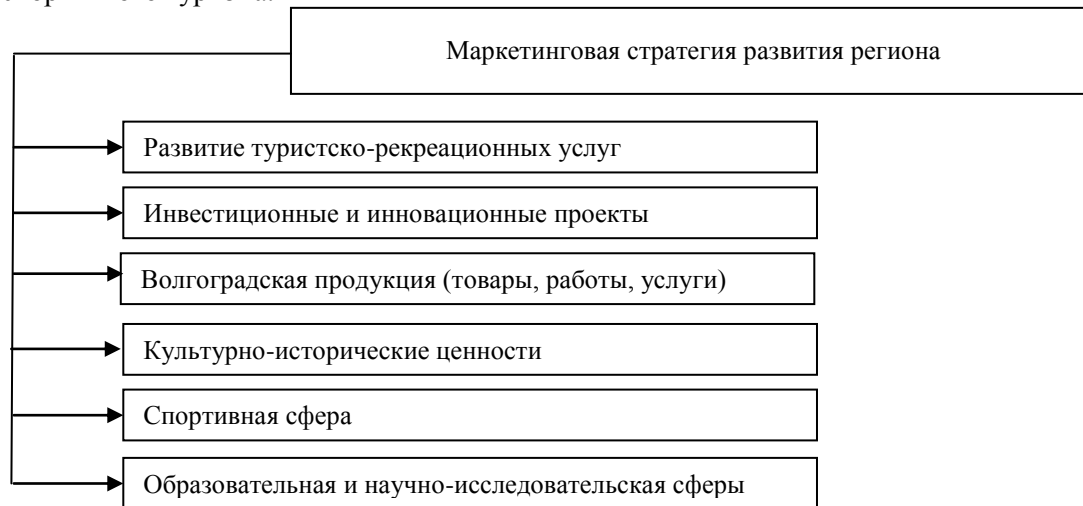 Маркетинговая стратегия развития региона
Развитие туристско-рекреационных услуг
Инвестиционные и инновационные проекты
Волгоградская продукция (товары, работы, услуги)
Культурно-исторические ценности
Спортивная сфера
Образовательная и научно-исследовательская сферы